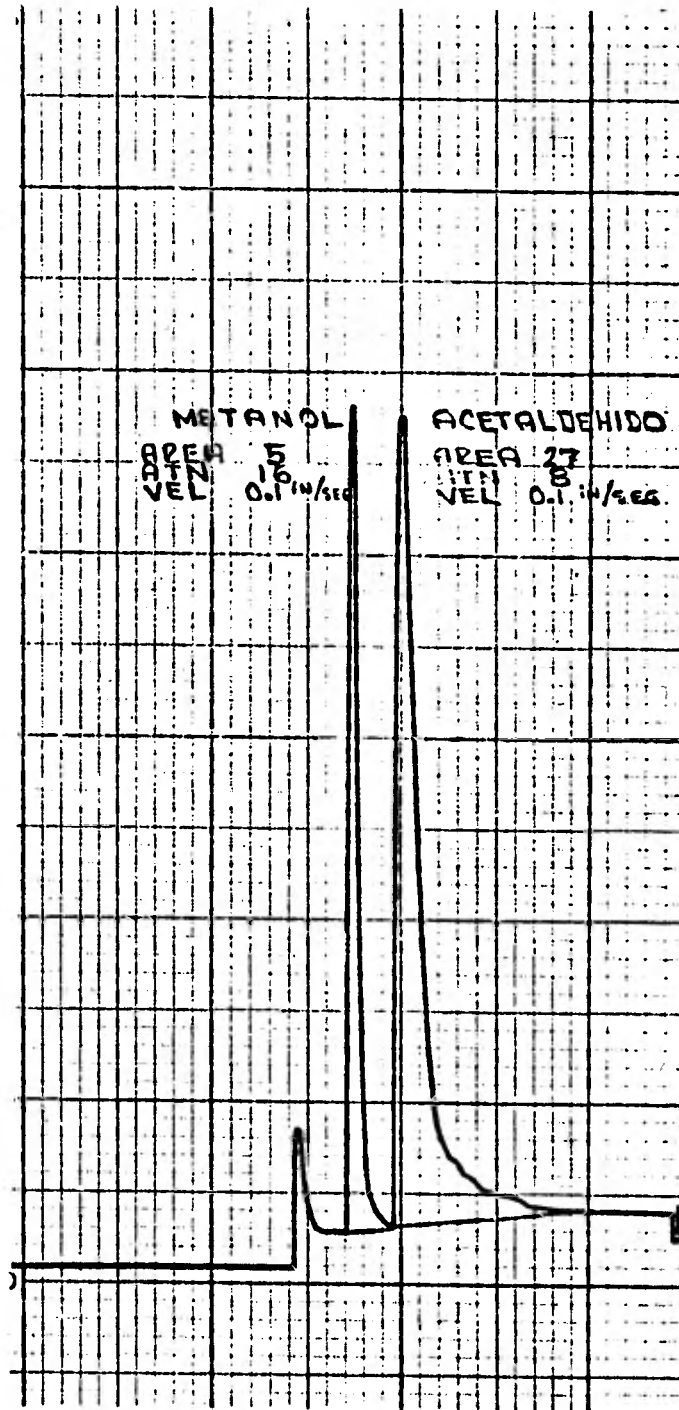 METANOL
AREA 5
ATN 16
VEL 0.1 IN/SEG
ACETALDEHIDO
AREA 27
ATN 8
VEL 0.1 IN/SEG.